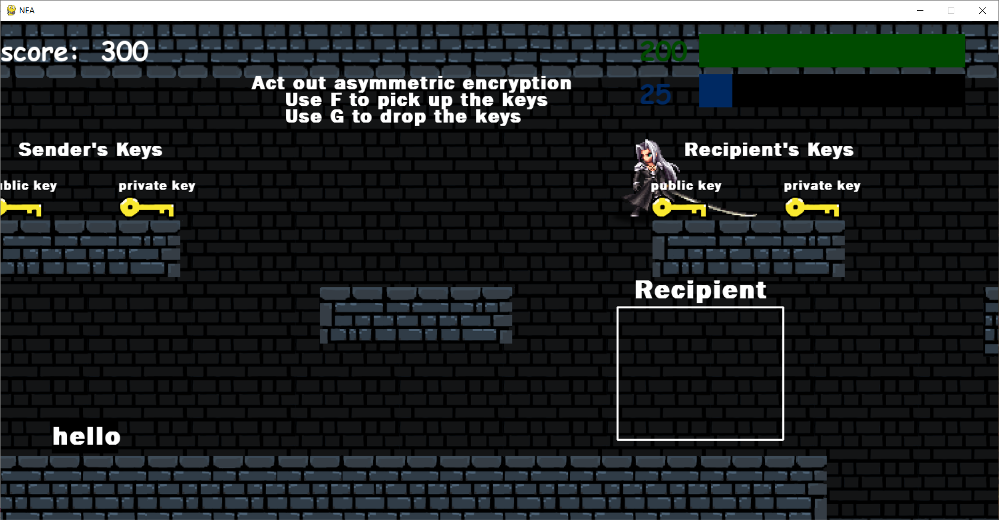 NEA
score: 300
200
Act out asymmetric encryption
25
Use F to pick up the keys
Use G to drop the keys
Sender's Keys
Recipient's Keys
ublic key
private key
public key
private key
Recipient
hello